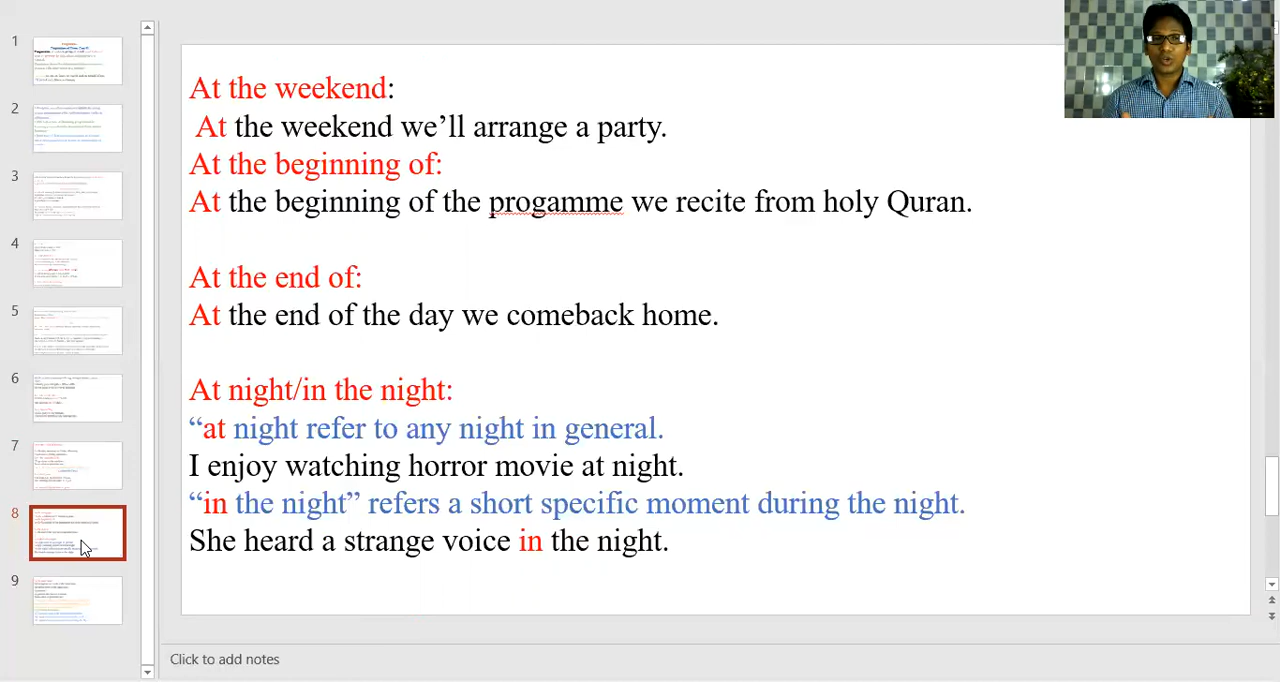 At the weekend:
At the weekend we’ll arrange a party.
At the beginning of:
At the beginning of the progamme we recite from holy Quran.
At the end of:
At the end of the day we comeback home.
At night/in the night:
“at night refer to any night in general.
I enjoy watching horror movie at night.
“in the night” refers a short specific moment during the night.
She heard a strange voice in the night.
Click to add notes
1
2
3
4
5
6
7
8
9